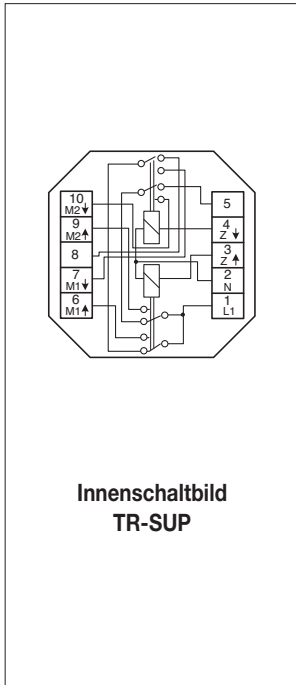 10
M2↓
9
M2↑
8
7
M1↓
6
M1↑
5
4
Z ↓
3
Z ↑
2
N
1
L1
Innenschaltbild
TR-SUP